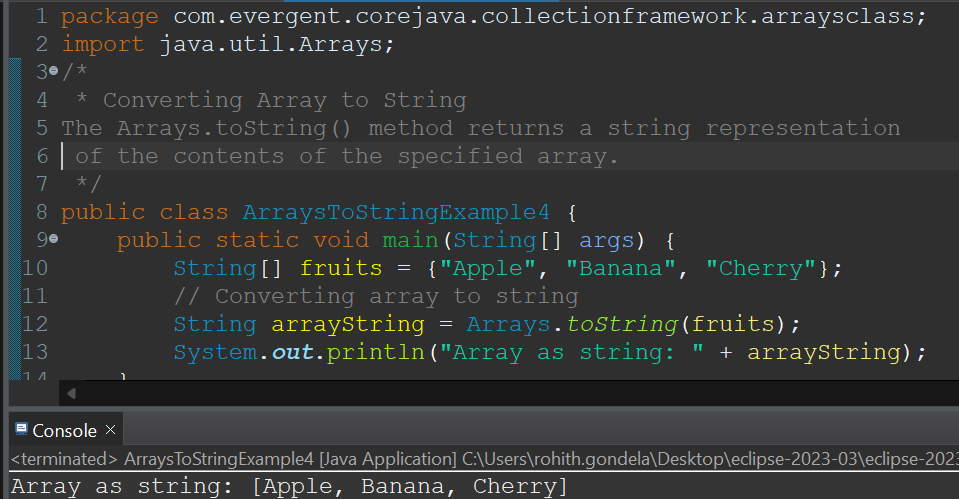 1 package com.evergent.corejava.collectionframework.arraysclass;
2 import java.util.Arrays;
3 /*
4  * Converting Array to String
5 The Arrays.toString() method returns a string representation
6  of the contents of the specified array.
7  */
8 public class ArraysToStringExample4 {
9     public static void main(String[] args) {
10         String[] fruits = {"Apple", "Banana", "Cherry"};
11         // Converting array to string
12         String arrayString = Arrays.toString(fruits);
13         System.out.println("Array as string: " + arrayString);
14     }
Console
<terminated> ArraysToStringExample4 [Java Application] C:\Users\rohith.gondela\Desktop\eclipse-2023-03\eclipse-2023
Array as string: [Apple, Banana, Cherry]